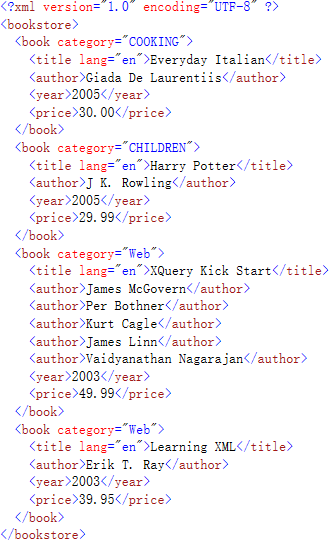 <?xml version="1.0" encoding="UTF-8" ?>
<bookstore>
<book category="COOKING">
<title lang="en">Everyday Italian</title>
<author>Giada De Laurentiis</author>
<year>2005</year>
<price>30.00</price>
</book>
<book category="CHILDREN">
<title lang="en">Harry Potter</title>
<author>J K. Rowling</author>
<year>2005</year>
<price>29.99</price>
</book>
<book category="Web">
<title lang="en">XQuery Kick Start</title>
<author>James McGovern</author>
<author>Per Bothner</author>
<author>Kurt Cagle</author>
<author>James Linn</author>
<author>Vaidyanathan Nagarajan</author>
<year>2003</year>
<price>49.99</price>
</book>
<book category="Web">
<title lang="en">Learning XML</title>
<author>Erik T. Ray</author>
<year>2003</year>
<price>39.95</price>
</book>
</bookstore>